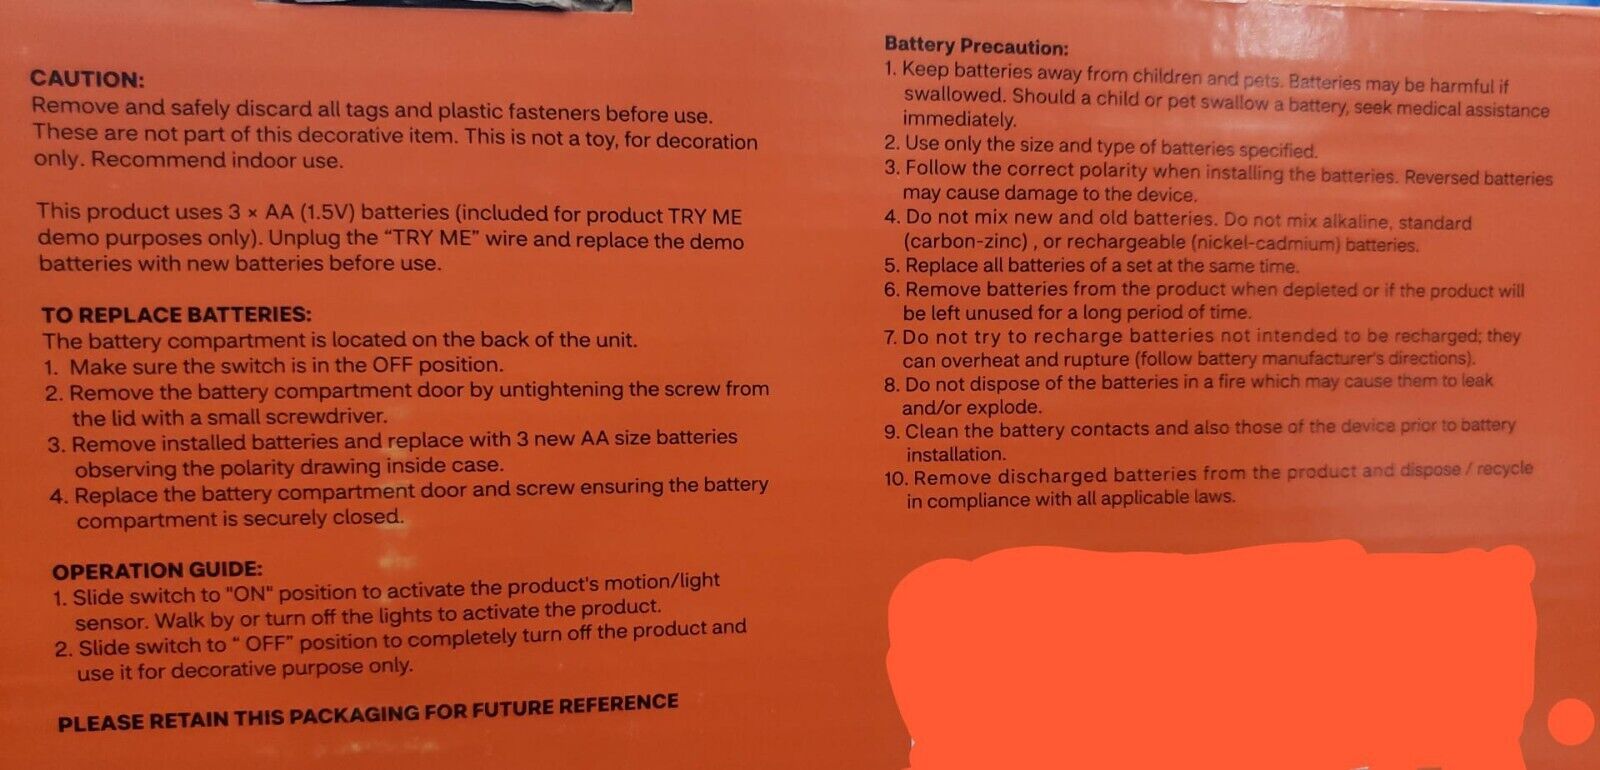 CAUTION:
Remove and safely discard all tags and plastic fasteners before use.
These are not part of this decorative item. This is not a toy, for decoration
only. Recommend indoor use.
This product uses 3 × AA (1.5V) batteries (included for product TRY ME
demo purposes only). Unplug the “TRY ME” wire and replace the demo
batteries with new batteries before use.
TO REPLACE BATTERIES:
The battery compartment is located on the back of the unit.
1. Make sure the switch is in the OFF position.
2. Remove the battery compartment door by untightening the screw from
the lid with a small screwdriver.
3. Remove installed batteries and replace with 3 new AA size batteries
observing the polarity drawing inside case.
4. Replace the battery compartment door and screw ensuring the battery
compartment is securely closed.
OPERATION GUIDE:
1. Slide switch to "ON" position to activate the product's motion/light
sensor. Walk by or turn off the lights to activate the product.
2. Slide switch to “ OFF” position to completely turn off the product and
use it for decorative purpose only.
PLEASE RETAIN THIS PACKAGING FOR FUTURE REFERENCE
Battery Precaution:
1. Keep batteries away from children and pets. Batteries may be harmful if
swallowed. Should a child or pet swallow a battery, seek medical assistance
immediately.
2. Use only the size and type of batteries specified.
3. Follow the correct polarity when installing the batteries. Reversed batteries
may cause damage to the device.
4. Do not mix new and old batteries. Do not mix alkaline, standard
(carbon-zinc) , or rechargeable (nickel-cadmium) batteries.
5. Replace all batteries of a set at the same time.
6. Remove batteries from the product when depleted or if the product will
be left unused for a long period of time.
7. Do not try to recharge batteries not intended to be recharged; they
can overheat and rupture (follow battery manufacturer's directions).
8. Do not dispose of the batteries in a fire which may cause them to leak
and/or explode.
9. Clean the battery contacts and also those of the device prior to battery
installation.
10. Remove discharged batteries from the product and dispose / recycle
in compliance with all applicable laws.